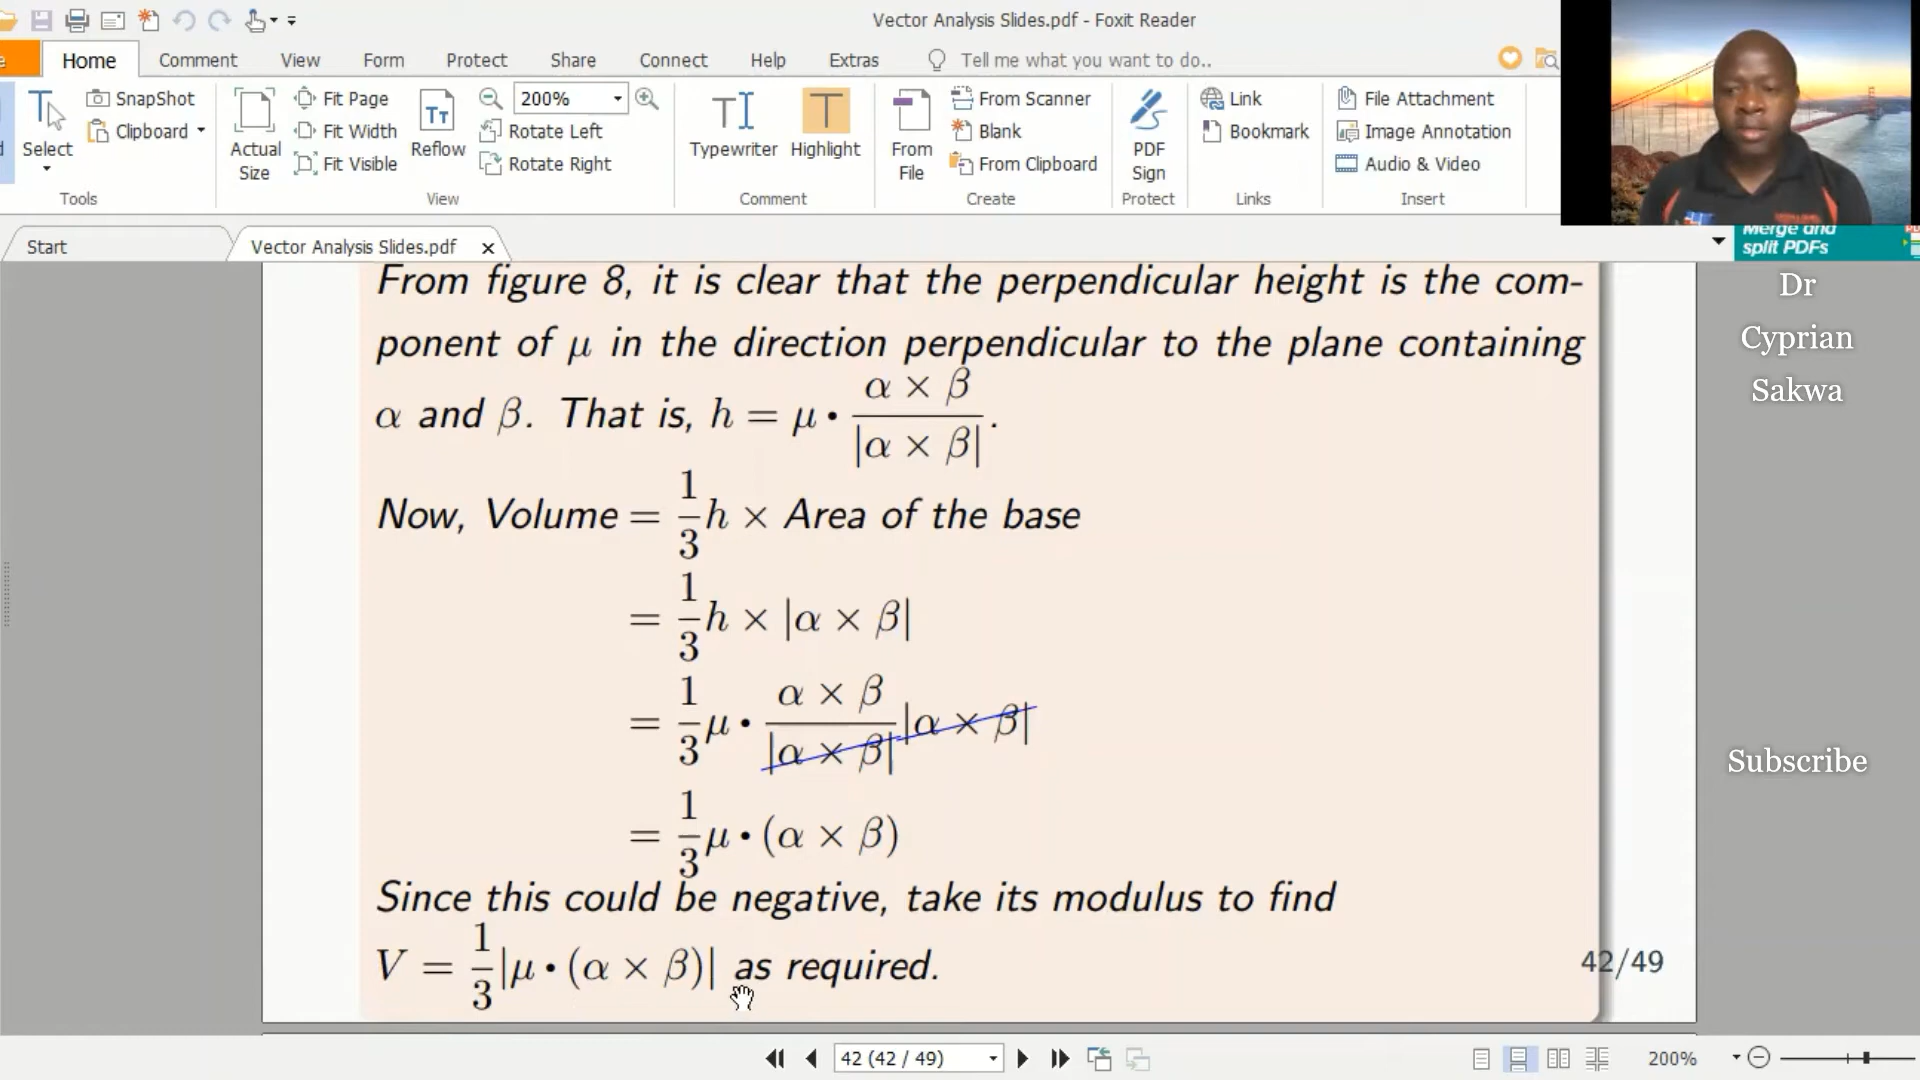 Vector Analysis Slides.pdf - Foxit Reader
Home Comment View Form Protect Share Connect Help Extras Tell me what you want to do..
Select
SnapShot
Clipboard
Tools
Actual Size
Fit Page
Fit Width
Fit Visible
Reflow
200%
Rotate Left
Rotate Right
View
Typewriter
Highlight
Comment
From File
From Scanner
Blank
From Clipboard
Create
PDF Sign
Protect
Link
Bookmark
Links
File Attachment
Image Annotation
Audio & Video
Insert
Start
Vector Analysis Slides.pdf
Merge and
split PDFs
Dr
Cyprian
Sakwa
From figure 8, it is clear that the perpendicular height is the com-
ponent of μ in the direction perpendicular to the plane containing
α and β. That is, h = μ • (α × β)/|α × β|.
Now, Volume = 1/3 h × Area of the base
= 1/3 h × |α × β|
= 1/3 μ • (α × β)/|α × β| |α × β|
= 1/3 μ • (α × β)
Since this could be negative, take its modulus to find
V = 1/3 |μ • (α × β)| as required.
42/49
Subscribe
42 (42 / 49)
200%